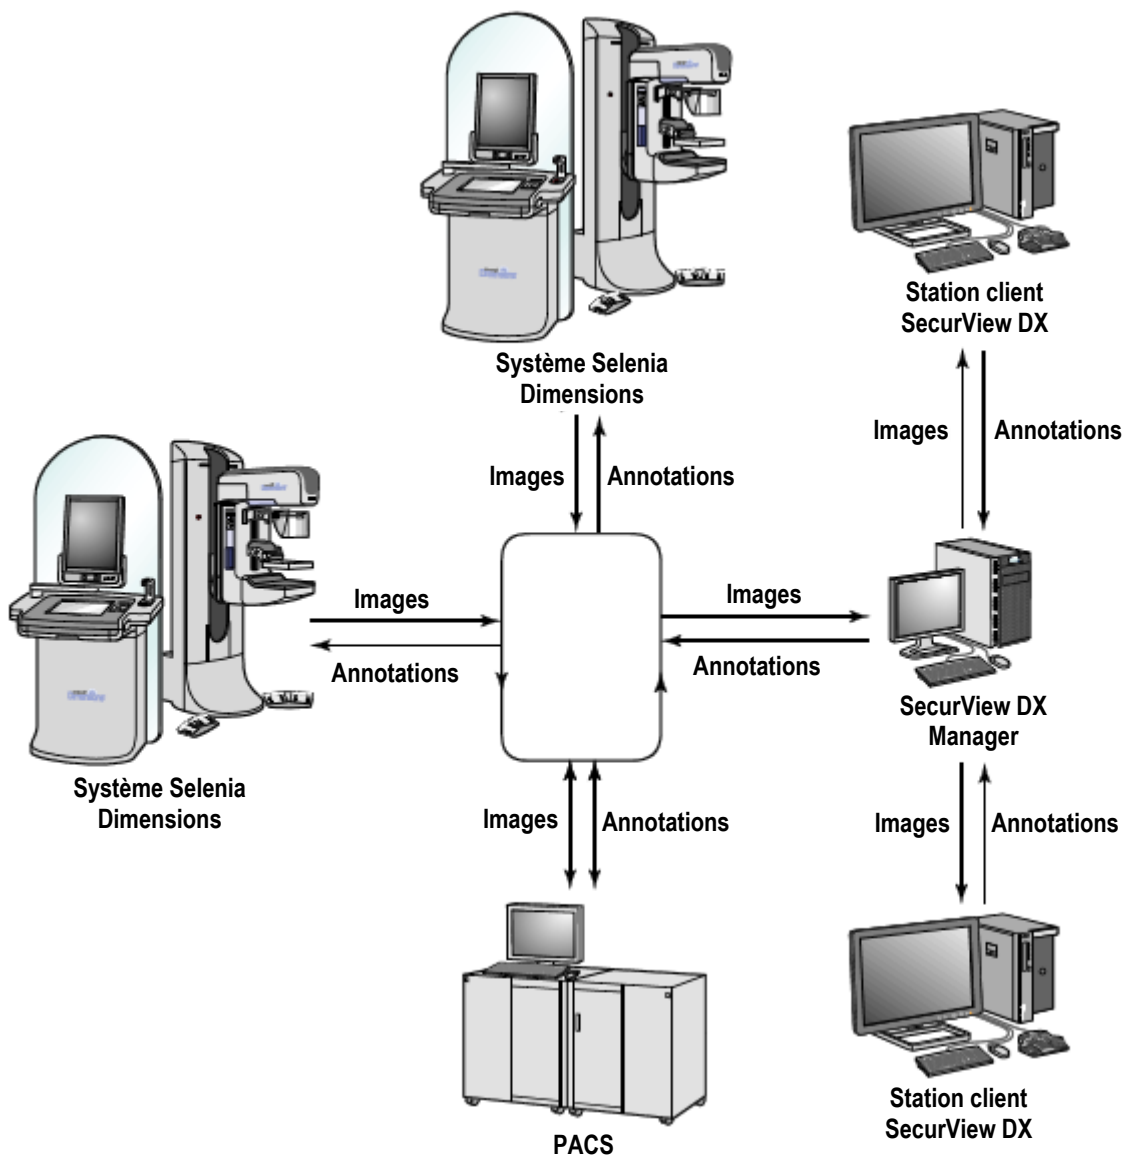 Station client
SecurView DX
Système Selenia
Dimensions
Images
Annotations
Images
Annotations
Images
Annotations
Images
Annotations
SecurView DX
Manager
Système Selenia
Dimensions
Images
Annotations
Images
Annotations
Station client
SecurView DX
PACS